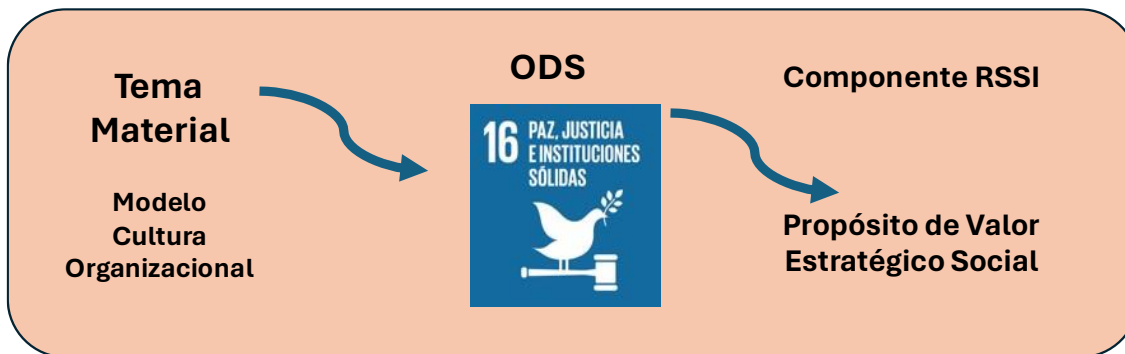 Tema
Material
Modelo
Cultura
Organizacional
ODS
16 PAZ, JUSTICIA
E INSTITUCIONES
SÓLIDAS
Componente RSSI
Propósito de Valor
Estratégico Social